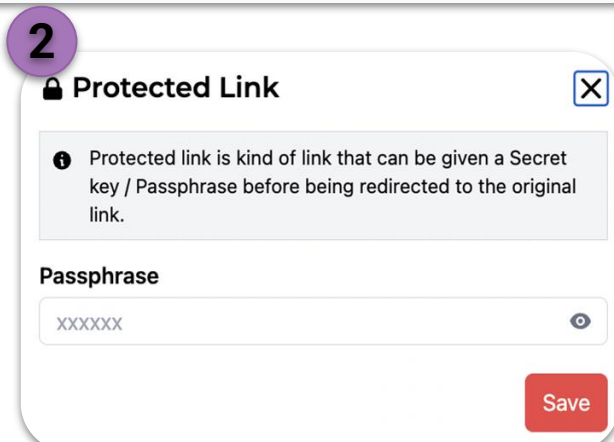 2
Protected Link
Protected link is kind of link that can be given a Secret
key / Passphrase before being redirected to the original
link.
Passphrase
xxxxxx
Save